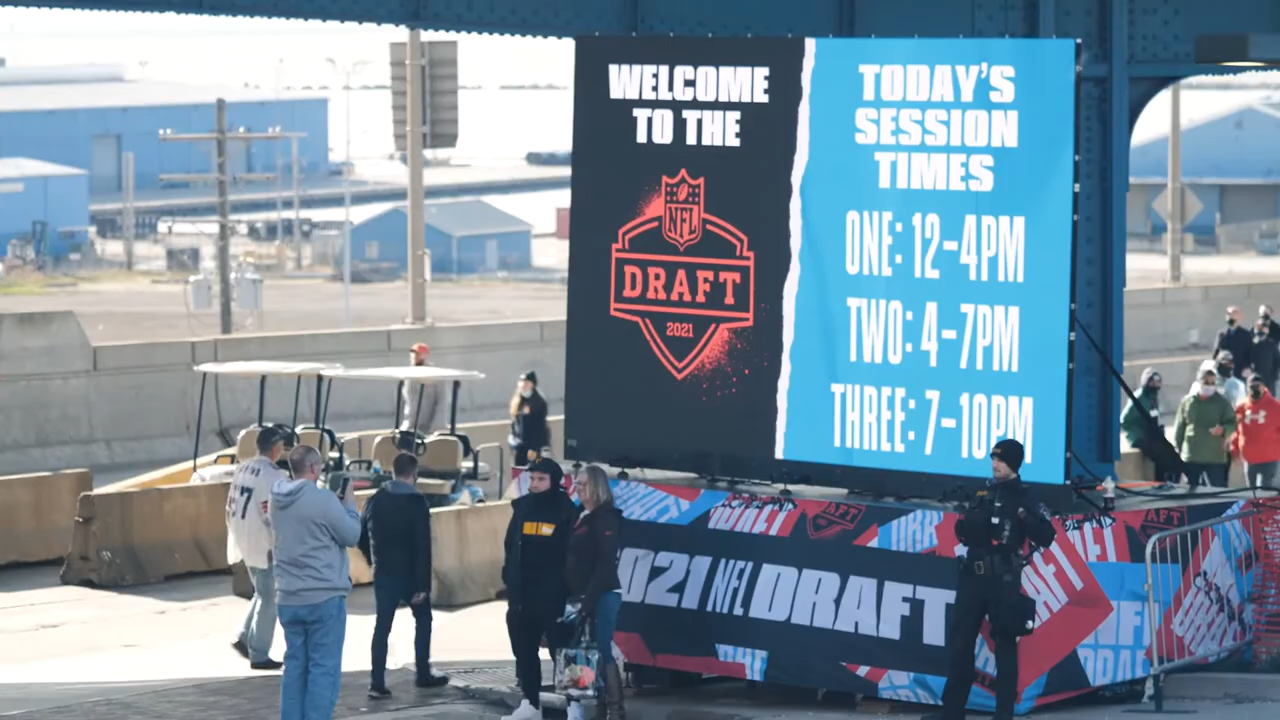 WELCOME
TO THE
NFL
DRAFT
2021
TODAY'S
SESSION
TIMES
ONE: 12-4PM
TWO: 4-7PM
THREE: 7-10PM
2021 NFL DRAFT
7